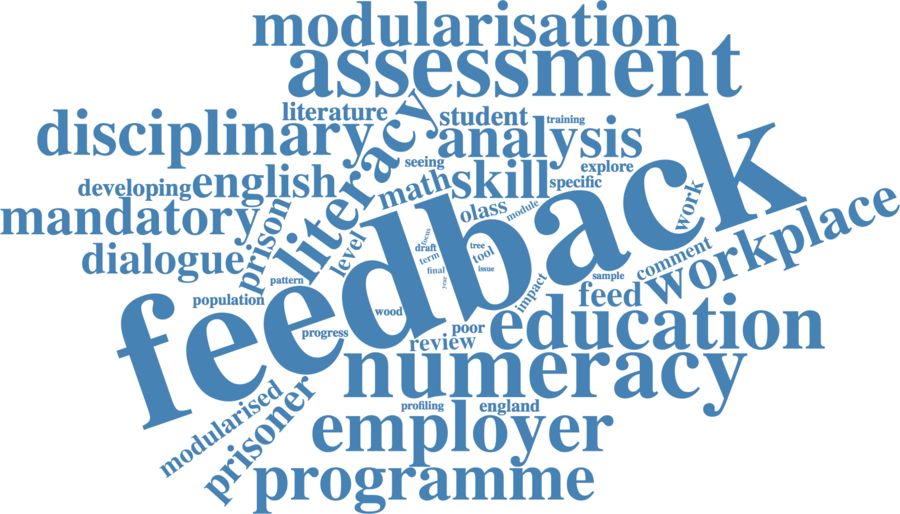 modularisation
assessment
literature
student
training
disciplinary
literacy
analysis
seeing
explore
developing
english
math
skill
specific
mandatory
prison
level
olass
module
work
workplace
dialogue
feedback
focus
draft
term
final
year
tree
tool
issue
pattern
population
impact
sample
comment
feed
wood
progress
poor
review
education
numeracy
modularised
prisoner
profiling
england
employer
programme